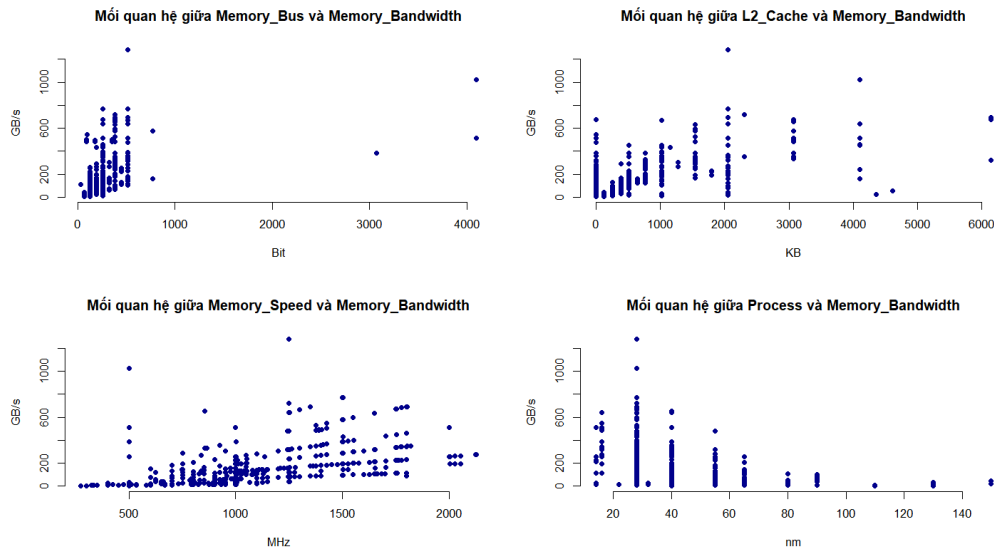 Mối quan hệ giữa Memory_Bus và Memory_Bandwidth
GB/s
0 200 600 1000
0 1000 2000 3000 4000
Bit
Mối quan hệ giữa L2_Cache và Memory_Bandwidth
GB/s
0 200 600 1000
0 1000 2000 3000 4000 5000 6000
KB
Mối quan hệ giữa Memory_Speed và Memory_Bandwidth
GB/s
0 200 600 1000
500 1000 1500 2000
MHz
Mối quan hệ giữa Process và Memory_Bandwidth
GB/s
0 200 600 1000
20 40 60 80 100 120 140
nm